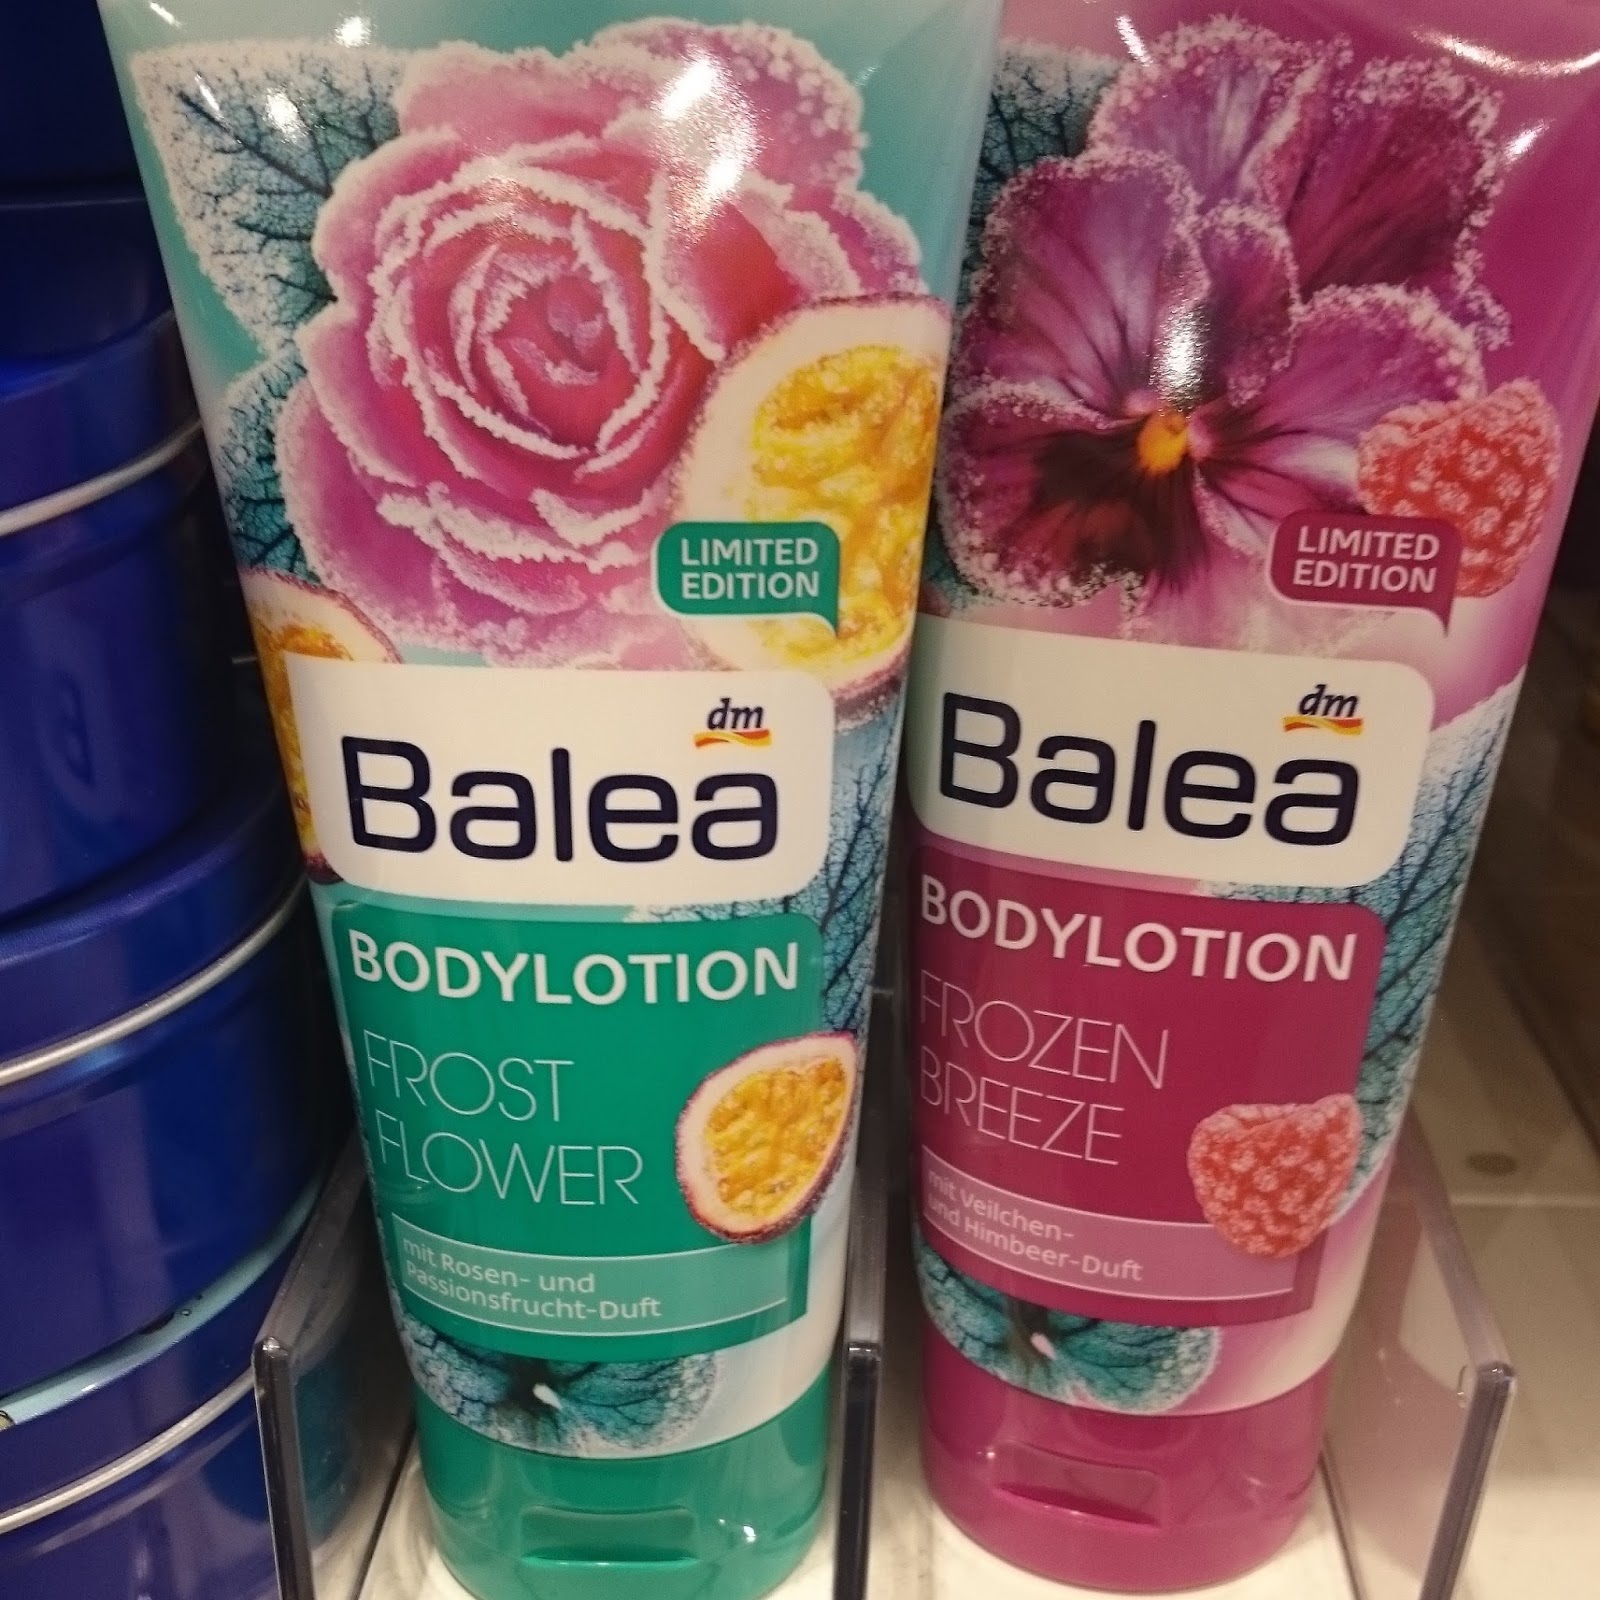 LIMITED
EDITION
dm
Balea
BODYLOTION
FROST
FLOWER
mit Rosen- und
Passionsfrucht-Duft
LIMITED
EDITION
dm
Balea
BODYLOTION
FROZEN
BREEZE
mit Veilchen-
und Himbeer-Duft